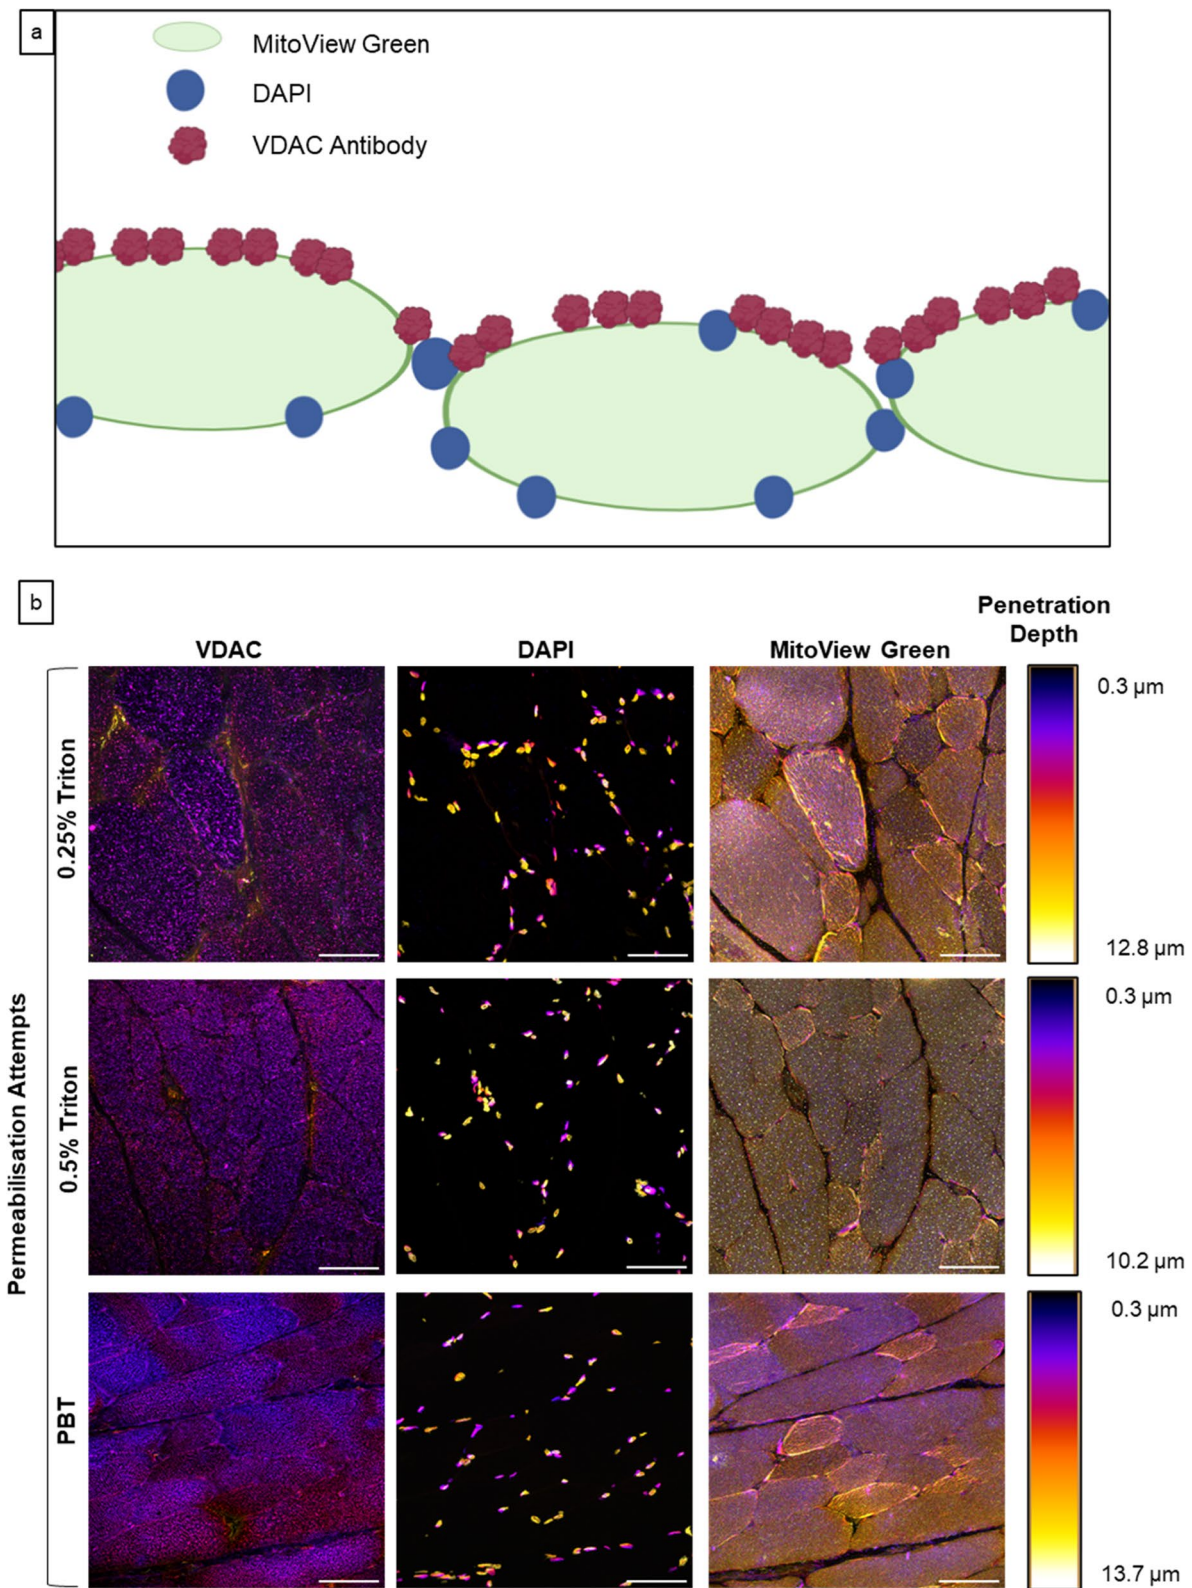 a
MitoView Green
DAPI
VDAC Antibody
b
Penetration
Depth
VDAC
DAPI
MitoView Green
Permeabilisation Attempts
0.25% Triton
0.3 µm
12.8 µm
0.5% Triton
0.3 µm
10.2 µm
PBT
0.3 µm
13.7 µm